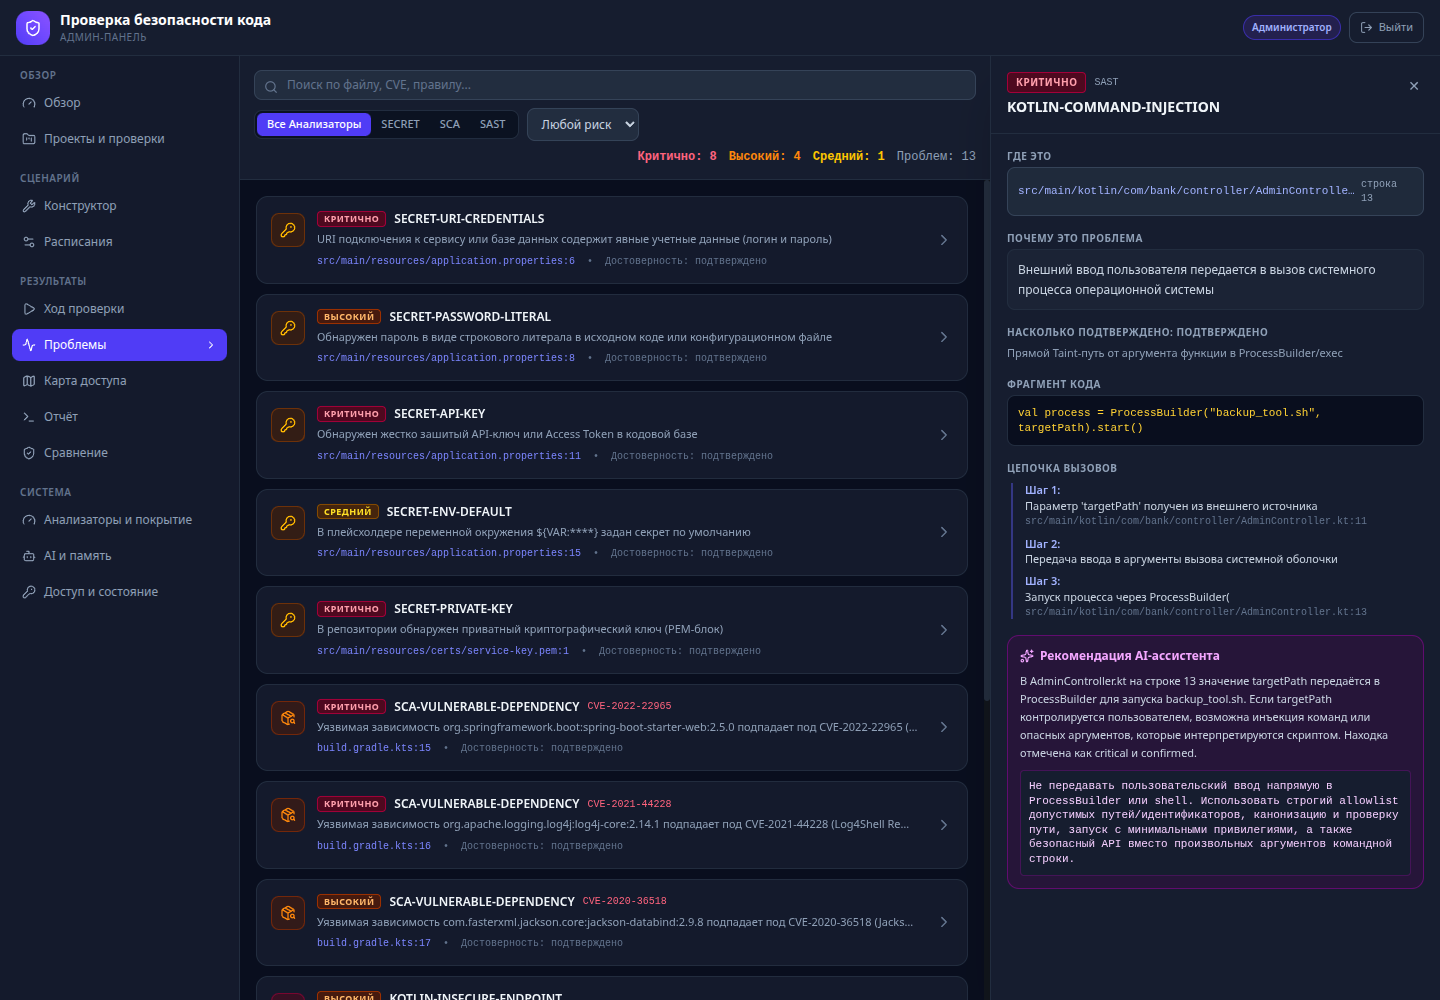 Проверка безопасности кода
АДМИН-ПАНЕЛЬ
Администратор
Выйти
ОБЗОР
Обзор
Проекты и проверки
СЦЕНАРИЙ
Конструктор
Расписания
РЕЗУЛЬТАТЫ
Ход проверки
Проблемы
Карта доступа
Отчёт
Сравнение
СИСТЕМА
Анализаторы и покрытие
AI и память
Доступ и состояние
Поиск по файлу, CVE, правилу...
Все Анализаторы SECRET SCA SAST Любой риск
Критично: 8 Высокий: 4 Средний: 1 Проблем: 13
КРИТИЧНО SECRET-URI-CREDENTIALS
URI подключения к сервису или базе данных содержит явные учетные данные (логин и пароль)
src/main/resources/application.properties:6 • Достоверность: подтверждено
ВЫСОКИЙ SECRET-PASSWORD-LITERAL
Обнаружен пароль в виде строкового литерала в исходном коде или конфигурационном файле
src/main/resources/application.properties:8 • Достоверность: подтверждено
КРИТИЧНО SECRET-API-KEY
Обнаружен жестко зашитый API-ключ или Access Token в кодовой базе
src/main/resources/application.properties:11 • Достоверность: подтверждено
СРЕДНИЙ SECRET-ENV-DEFAULT
В плейсхолдере переменной окружения ${VAR:****} задан секрет по умолчанию
src/main/resources/application.properties:15 • Достоверность: подтверждено
КРИТИЧНО SECRET-PRIVATE-KEY
В репозитории обнаружен приватный криптографический ключ (PEM-блок)
src/main/resources/certs/service-key.pem:1 • Достоверность: подтверждено
КРИТИЧНО SCA-VULNERABLE-DEPENDENCY CVE-2022-22965
Уязвимая зависимость org.springframework.boot:spring-boot-starter-web:2.5.0 подпадает под CVE-2022-22965 (...
build.gradle.kts:15 • Достоверность: подтверждено
КРИТИЧНО SCA-VULNERABLE-DEPENDENCY CVE-2021-44228
Уязвимая зависимость org.apache.logging.log4j:log4j-core:2.14.1 подпадает под CVE-2021-44228 (Log4Shell Re...
build.gradle.kts:16 • Достоверность: подтверждено
ВЫСОКИЙ SCA-VULNERABLE-DEPENDENCY CVE-2020-36518
Уязвимая зависимость com.fasterxml.jackson.core:jackson-databind:2.9.8 подпадает под CVE-2020-36518 (Jacks...
build.gradle.kts:17 • Достоверность: подтверждено
ВЫСОКИЙ KOTLIN-INSECURE-ENDPOINT
КРИТИЧНО SAST
KOTLIN-COMMAND-INJECTION
ГДЕ ЭТО
src/main/kotlin/com/bank/controller/AdminControlle… строка
13
ПОЧЕМУ ЭТО ПРОБЛЕМА
Внешний ввод пользователя передается в вызов системного
процесса операционной системы
НАСКОЛЬКО ПОДТВЕРЖДЕНО: ПОДТВЕРЖДЕНО
Прямой Taint-путь от аргумента функции в ProcessBuilder/exec
ФРАГМЕНТ КОДА
val process = ProcessBuilder("backup_tool.sh",
targetPath).start()
ЦЕПОЧКА ВЫЗОВОВ
Шаг 1:
Параметр 'targetPath' получен из внешнего источника
src/main/kotlin/com/bank/controller/AdminController.kt:11
Шаг 2:
Передача ввода в аргументы вызова системной оболочки
Шаг 3:
Запуск процесса через ProcessBuilder(
src/main/kotlin/com/bank/controller/AdminController.kt:13
Рекомендация AI-ассистента
В AdminController.kt на строке 13 значение targetPath передаётся в
ProcessBuilder для запуска backup_tool.sh. Если targetPath
контролируется пользователем, возможна инъекция команд или
опасных аргументов, которые интерпретируются скриптом. Находка
отмечена как critical и confirmed.
Не передавать пользовательский ввод напрямую в
ProcessBuilder или shell. Использовать строгий allowlist
допустимых путей/идентификаторов, канонизацию и проверку
пути, запуск с минимальными привилегиями, а также
безопасный API вместо произвольных аргументов командной
строки.